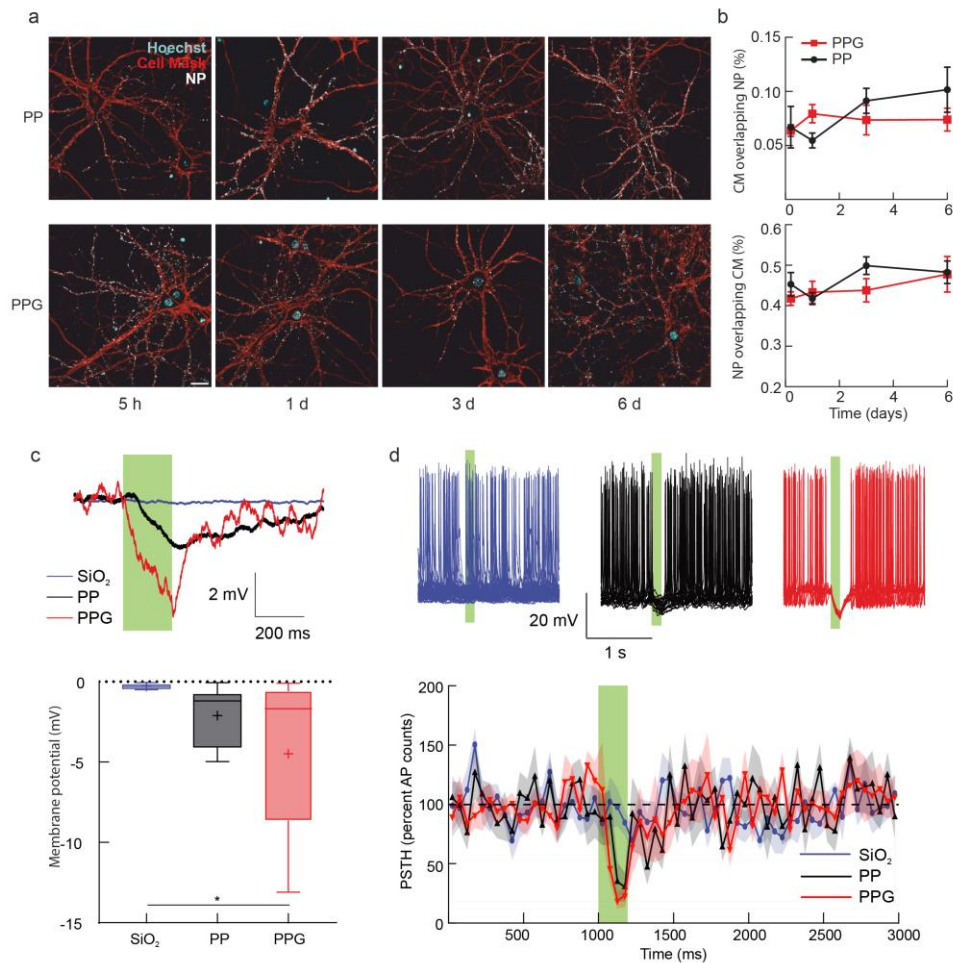 a
Hoechst
Cell Mask
NP
PP
PPG
5 h
1 d
3 d
6 d
b
PPG
PP
CM overlapping NP (%)
0.15
0.10
0.05
0 2 4 6
NP overlapping CM (%)
0.6
0.5
0.4
0.2
0 2 4 6
Time (days)
c
SiO₂
PP
PPG
2 mV
200 ms
Membrane potential (mV)
0
-5
-10
-15
*
SiO₂ PP PPG
d
20 mV
1 s
PSTH (percent AP counts)
200
150
100
50
0
SiO₂
PP
PPG
500 1000 1500 2000 2500 3000
Time (ms)